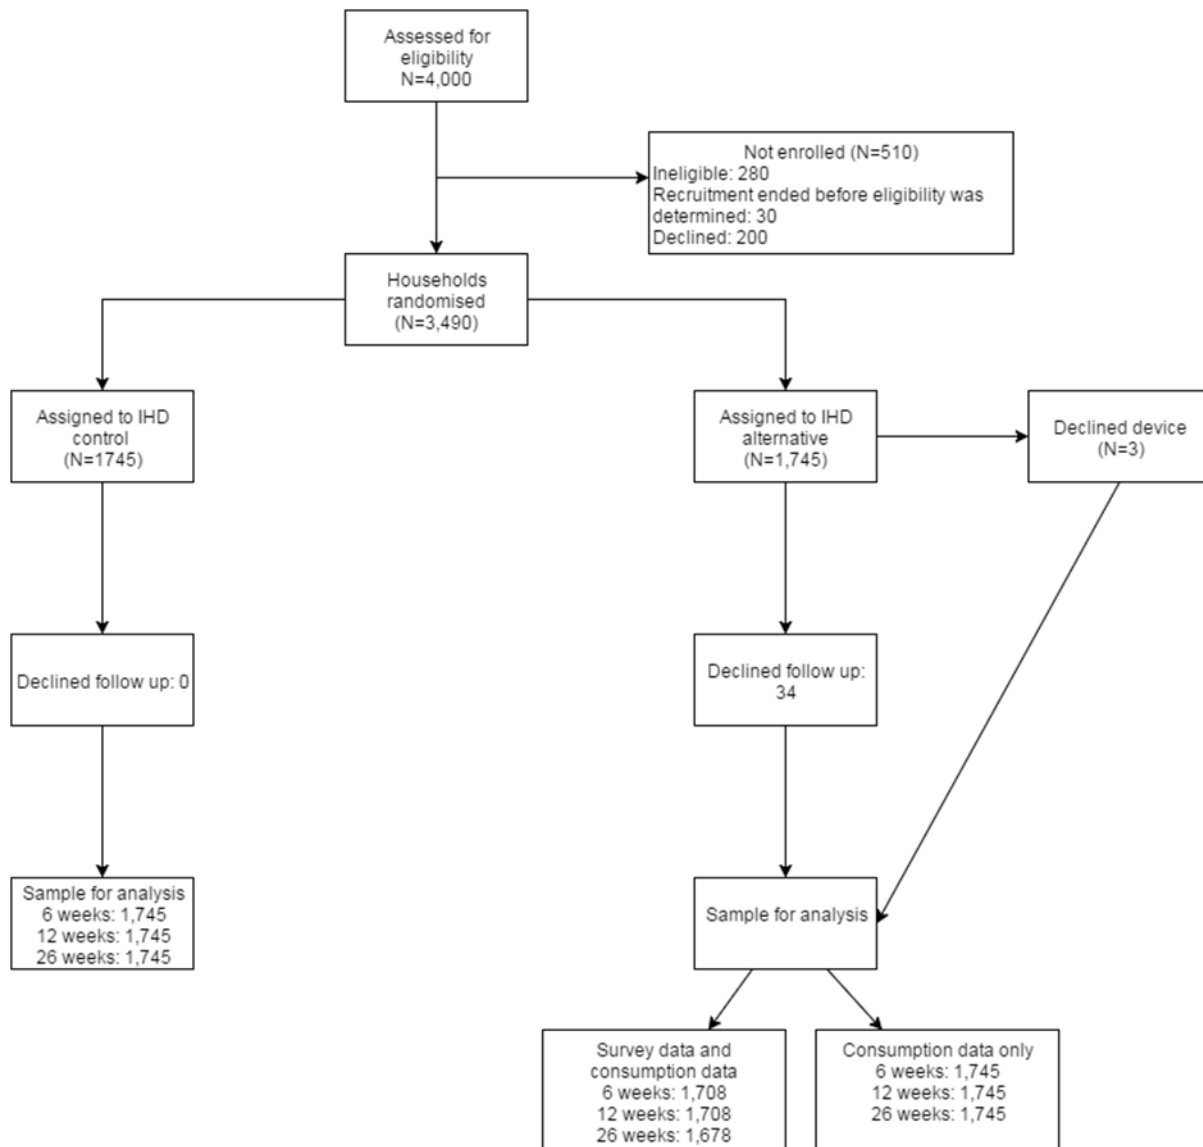 Assessed for
eligibility
N=4,000
Not enrolled (N=510)
Ineligible: 280
Recruitment ended before eligibility was
determined: 30
Declined: 200
Households
randomised
(N=3,490)
Assigned to IHD
control
(N=1745)
Assigned to IHD
alternative
(N=1,745)
Declined device
(N=3)
Declined follow up: 0
Declined follow up:
34
Sample for analysis
6 weeks: 1,745
12 weeks: 1,745
26 weeks: 1,745
Sample for analysis
Survey data and
consumption data
6 weeks: 1,708
12 weeks: 1,708
26 weeks: 1,678
Consumption data only
6 weeks: 1,745
12 weeks: 1,745
26 weeks: 1,745